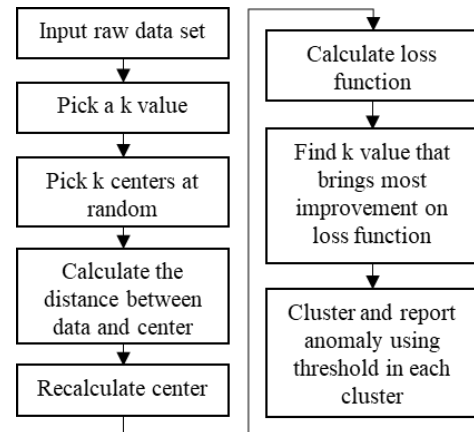 Input raw data set
Pick a k value
Pick k centers at
random
Calculate the
distance between
data and center
Recalculate center
Calculate loss
function
Find k value that
brings most
improvement on
loss function
Cluster and report
anomaly using
threshold in each
cluster